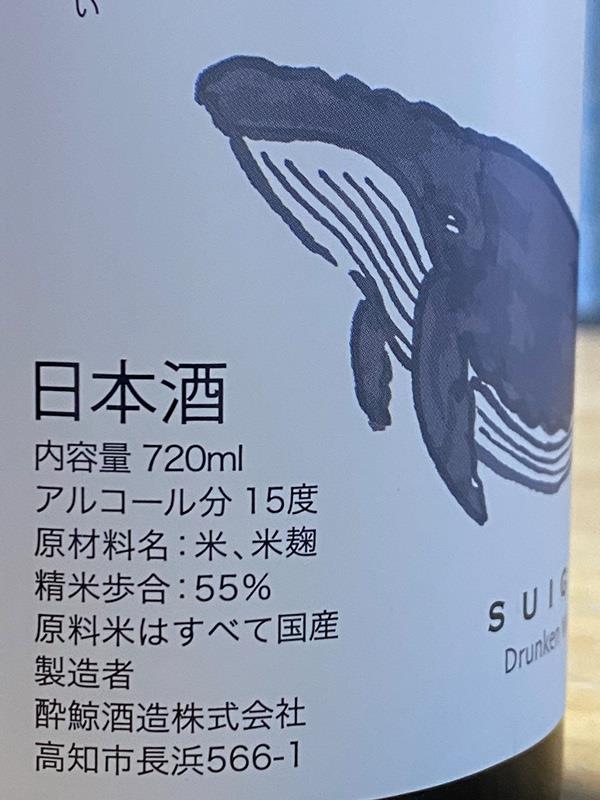 い
日本酒
内容量 720ml
アルコール分 15度
原材料名：米、米麹
精米歩合：55%
原料米はすべて国産
製造者
酔鯨酒造株式会社
高知市長浜566-1
SUIG
Drunken